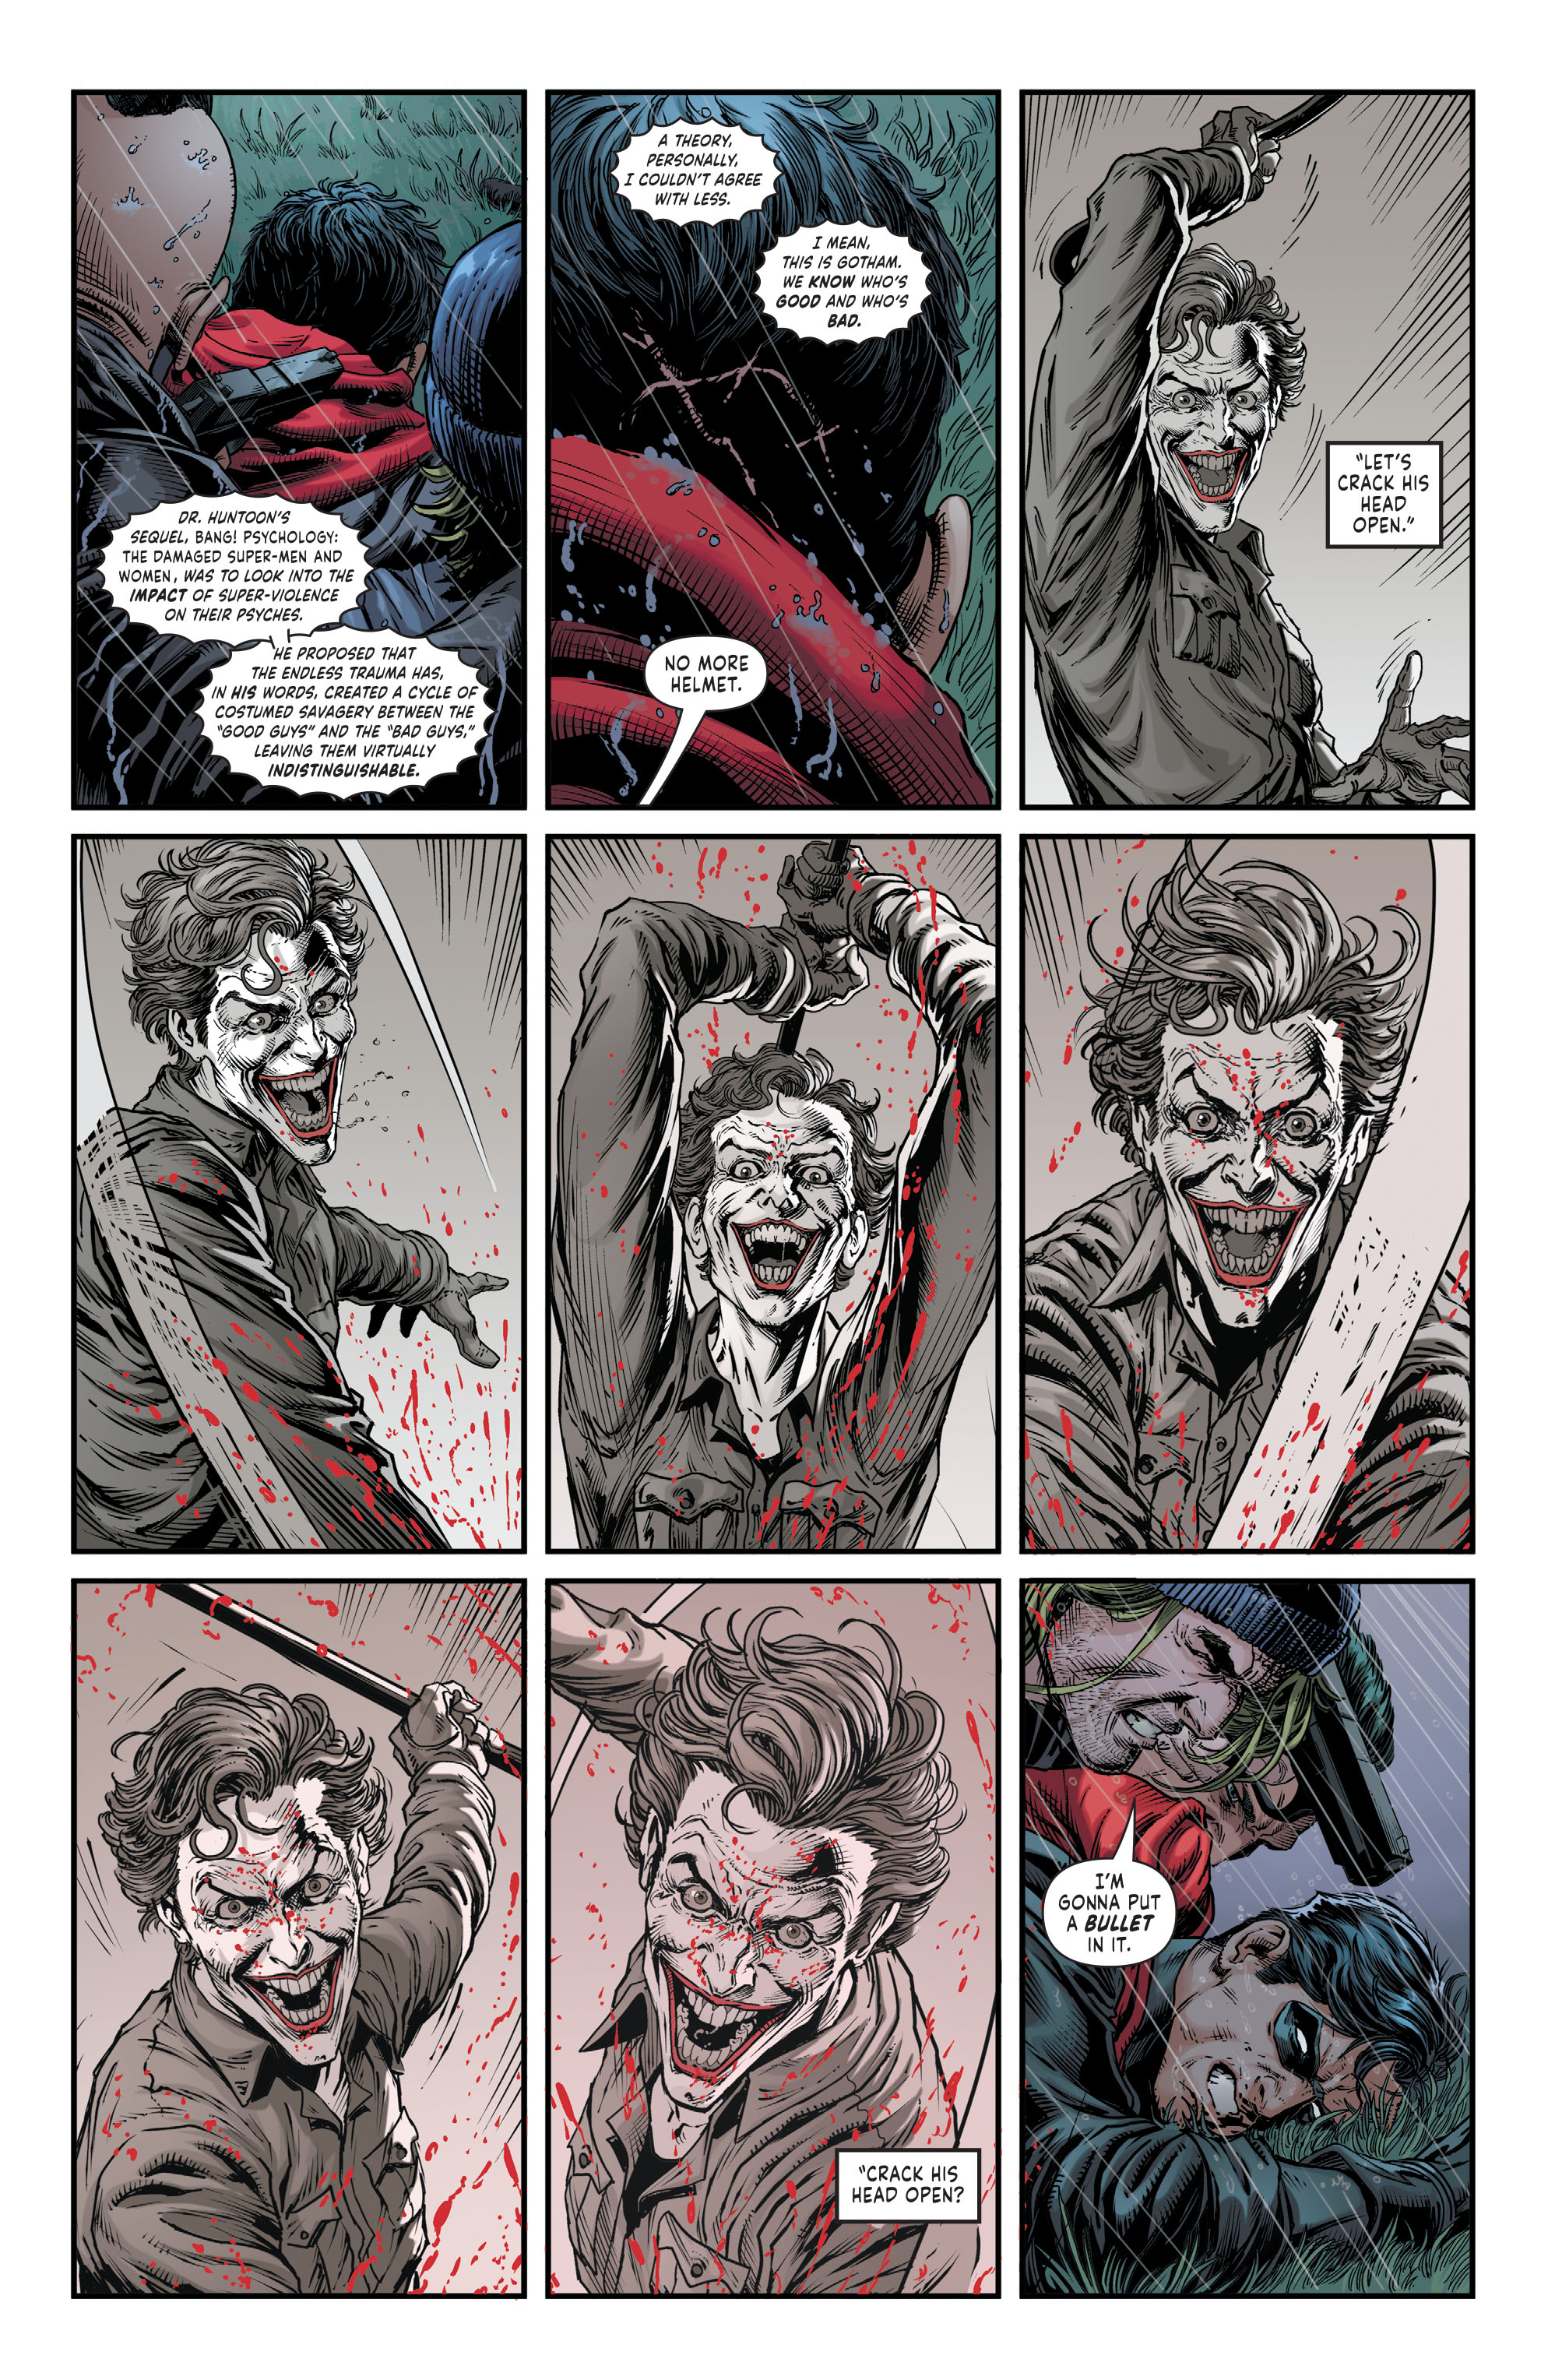 DR. HUNTOON'S
SEQUEL, BANG! PSYCHOLOGY:
THE DAMAGED SUPER-MEN AND
WOMEN, WAS TO LOOK INTO THE
IMPACT OF SUPER-VIOLENCE
ON THEIR PSYCHES.
HE PROPOSED THAT
THE ENDLESS TRAUMA HAS,
IN HIS WORDS, CREATED A CYCLE OF
COSTUMED SAVAGERY BETWEEN THE
"GOOD GUYS" AND THE "BAD GUYS,"
LEAVING THEM VIRTUALLY
INDISTINGUISHABLE.
A THEORY,
PERSONALLY,
I COULDN'T AGREE
WITH LESS.
I MEAN,
THIS IS GOTHAM.
WE KNOW WHO'S
GOOD AND WHO'S
BAD.
NO MORE
HELMET.
"LET'S
CRACK HIS
HEAD
OPEN."
"CRACK HIS
HEAD OPEN?
I'M
GONNA PUT
A BULLET
IN IT.